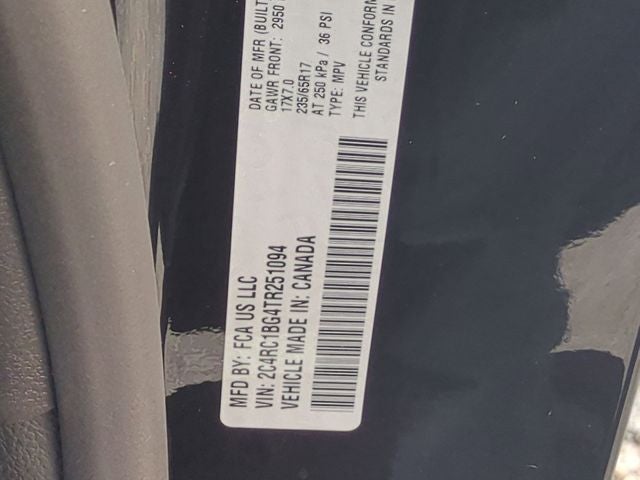 MFD BY: FCA US LLC
DATE OF MFR (BUILT
GAWR FRONT: 2950
17X7.0
235/65R17
AT 250 kPa / 36 PSI
TYPE: MPV
THIS VEHICLE CONFORM
STANDARDS IN
VIN: 2C4RC1BG4TR251094
VEHICLE MADE IN: CANADA